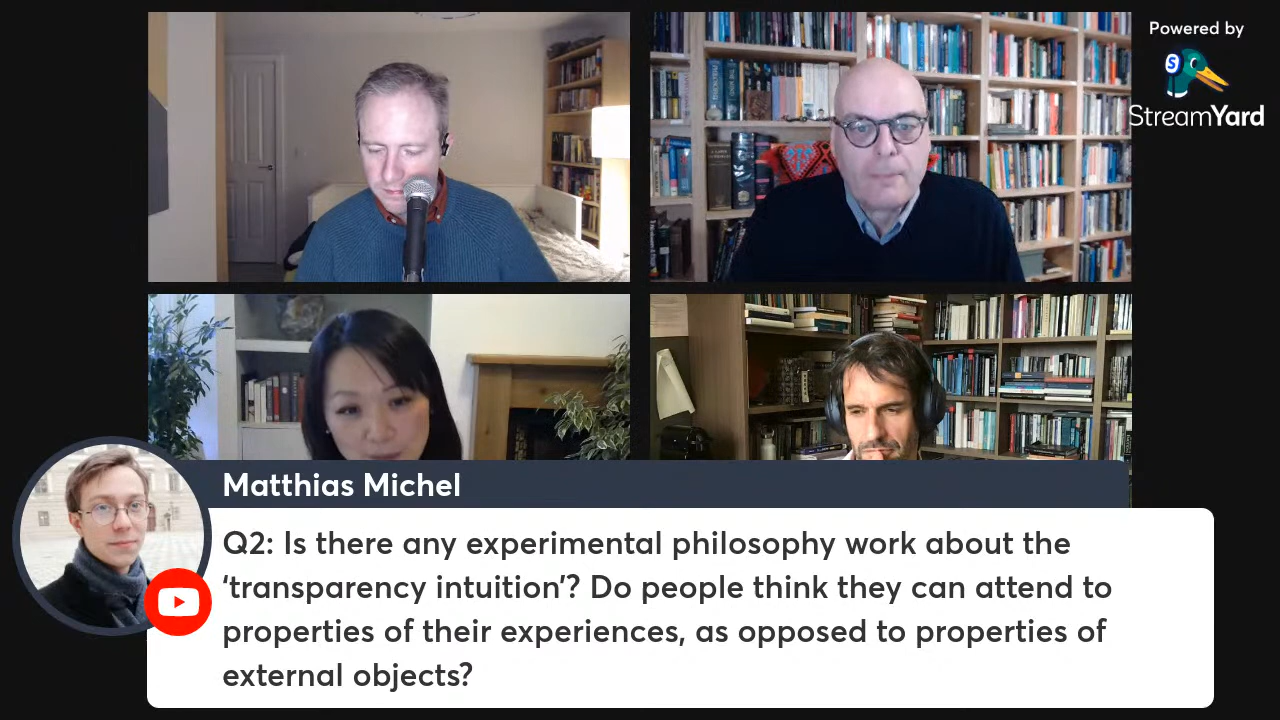 Powered by
StreamYard
Matthias Michel
Q2: Is there any experimental philosophy work about the
‘transparency intuition’? Do people think they can attend to
properties of their experiences, as opposed to properties of
external objects?